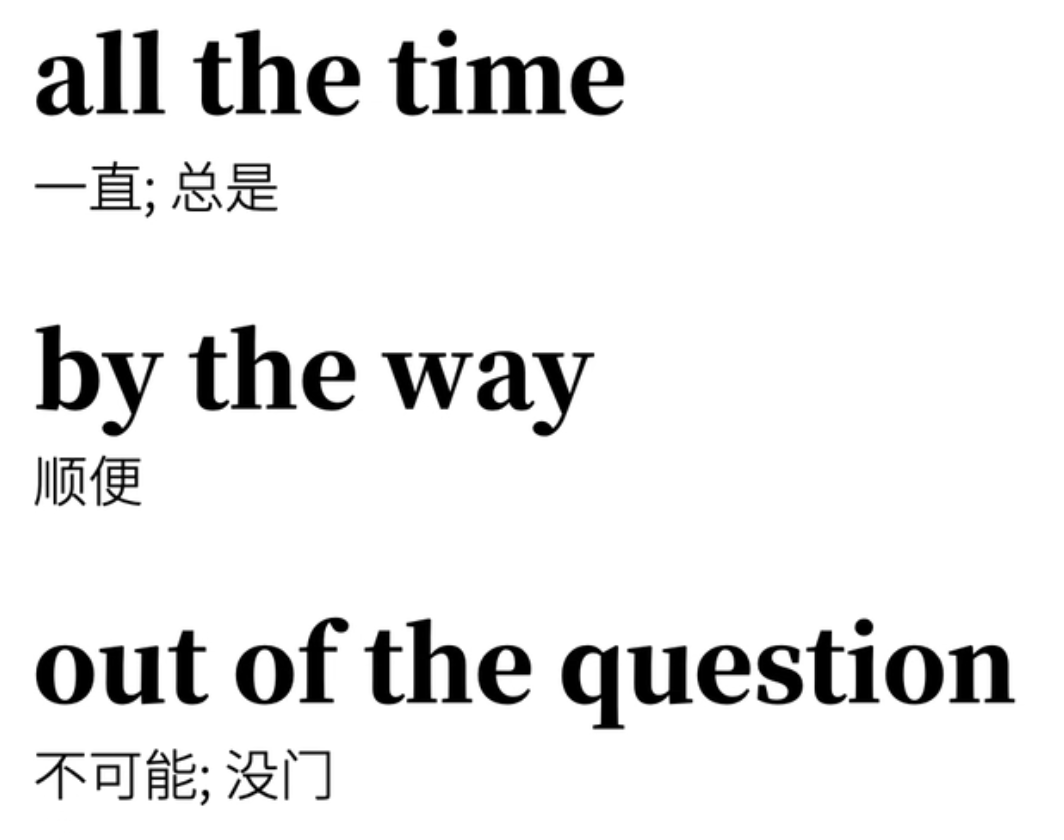 all the time
一直; 总是
by the way
顺便
out of the question
不可能; 没门